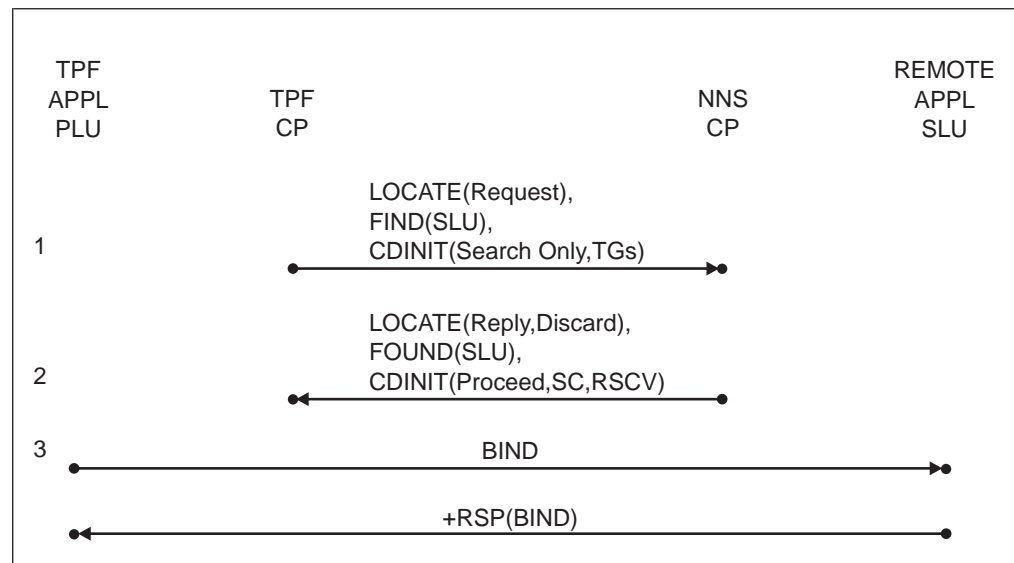 TPF
APPL
PLU
TPF
CP
NNS
CP
REMOTE
APPL
SLU
LOCATE(Request),
FIND(SLU),
1
CDINIT(Search Only,TGs)
LOCATE(Reply,Discard),
FOUND(SLU),
2
CDINIT(Proceed,SC,RSCV)
3
BIND
+RSP(BIND)